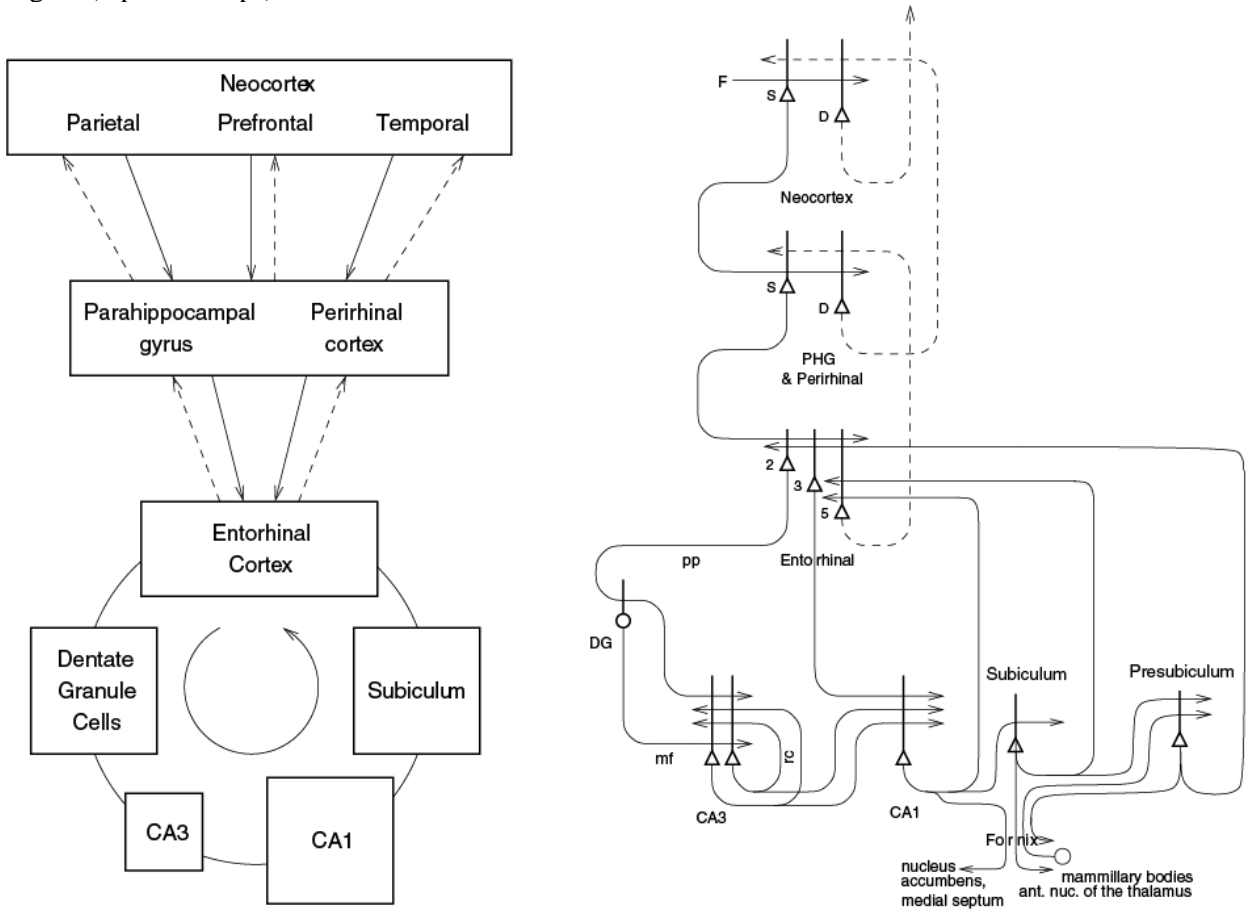 Neocortex
Parietal Prefrontal Temporal
Parahippocampal
gyrus
Perirhinal
cortex
Entorhinal
Cortex
Dentate
Granule
Cells
Subiculum
CA3
CA1
F
S
D
Neocortex
S
D
PHG
& Perirhinal
2
3
5
Entorhinal
pp
DG
mf
rc
CA3
CA1
Subiculum
Presubiculum
Fornix
nucleus
accumbens,
medial septum
mammillary bodies
ant. nuc. of the thalamus